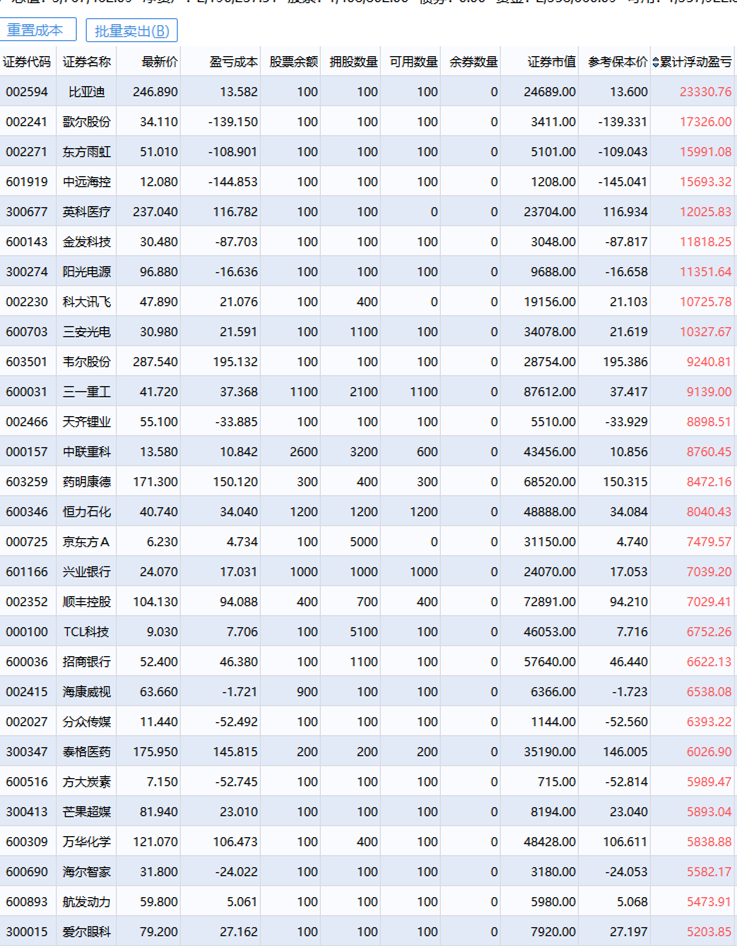 重置成本 批量卖出(B)
证券代码 证券名称 最新价 盈亏成本 股票余额 拥股数量 可用数量 余券数量 证券市值 参考保本价 累计浮动盈亏
002594 比亚迪 246.890 13.582 100 100 100 0 24689.00 13.600 23330.76
002241 歌尔股份 34.110 -139.150 100 100 100 0 3411.00 -139.331 17326.00
002271 东方雨虹 51.010 -108.901 100 100 100 0 5101.00 -109.043 15991.08
601919 中远海控 12.080 -144.853 100 100 100 0 1208.00 -145.041 15693.32
300677 英科医疗 237.040 116.782 100 100 0 0 23704.00 116.934 12025.83
600143 金发科技 30.480 -87.703 100 100 100 0 3048.00 -87.817 11818.25
300274 阳光电源 96.880 -16.636 100 100 100 0 9688.00 -16.658 11351.64
002230 科大讯飞 47.890 21.076 100 400 0 0 19156.00 21.103 10725.78
600703 三安光电 30.980 21.591 100 1100 100 0 34078.00 21.619 10327.67
603501 韦尔股份 287.540 195.132 100 100 100 0 28754.00 195.386 9240.81
600031 三一重工 41.720 37.368 1100 2100 1100 0 87612.00 37.417 9139.00
002466 天齐锂业 55.100 -33.885 100 100 100 0 5510.00 -33.929 8898.51
000157 中联重科 13.580 10.842 2600 3200 600 0 43456.00 10.856 8760.45
603259 药明康德 171.300 150.120 300 400 300 0 68520.00 150.315 8472.16
600346 恒力石化 40.740 34.040 1200 1200 1200 0 48888.00 34.084 8040.43
000725 京东方A 6.230 4.734 100 5000 0 0 31150.00 4.740 7479.57
601166 兴业银行 24.070 17.031 1000 1000 1000 0 24070.00 17.053 7039.20
002352 顺丰控股 104.130 94.088 400 700 400 0 72891.00 94.210 7029.41
000100 TCL科技 9.030 7.706 100 5100 100 0 46053.00 7.716 6752.26
600036 招商银行 52.400 46.380 100 1100 100 0 57640.00 46.440 6622.13
002415 海康威视 63.660 -1.721 900 100 100 0 6366.00 -1.723 6538.08
002027 分众传媒 11.440 -52.492 100 100 100 0 1144.00 -52.560 6393.22
300347 泰格医药 175.950 145.815 200 200 200 0 35190.00 146.005 6026.90
600516 方大炭素 7.150 -52.745 100 100 100 0 715.00 -52.814 5989.47
300413 芒果超媒 81.940 23.010 100 100 100 0 8194.00 23.040 5893.04
600309 万华化学 121.070 106.473 100 400 100 0 48428.00 106.611 5838.88
600690 海尔智家 31.800 -24.022 100 100 100 0 3180.00 -24.053 5582.17
600893 航发动力 59.800 5.061 100 100 100 0 5980.00 5.068 5473.91
300015 爱尔眼科 79.200 27.162 100 100 100 0 7920.00 27.197 5203.85